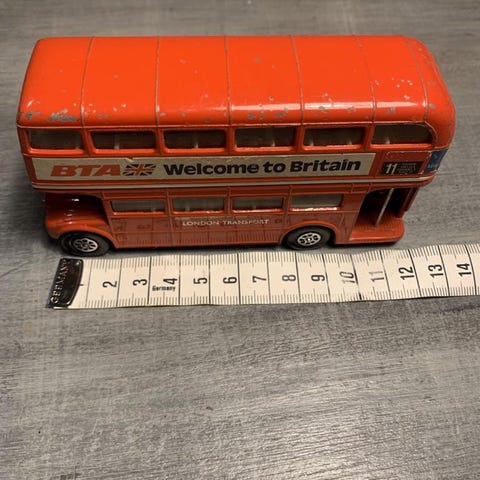 BTA Welcome to Britain
11
LONDON TRANSPORT
GERMANY 2 3 4 5 6 7 8 9 10 11 12 13 14
Germany